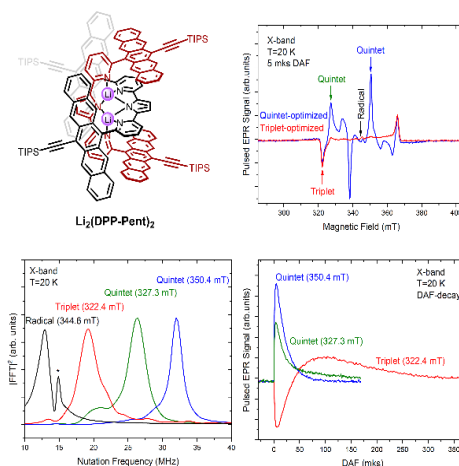 TIPS
TIPS
N
N
Li
N
N
N
Li
N
TIPS
TIPS
Li2(DPP-Pent)2
X-band
T=20 K
5 mks DAF
Quintet
Quintet
Radical
Quintet-optimized
Triplet-optimized
Triplet
Pulsed EPR Signal (arb.units)
300 320 340 360 380 400
Magnetic Field (mT)
X-band
T=20 K
Quintet (350.4 mT)
Quintet (327.3 mT)
Triplet (322.4 mT)
Radical (344.6 mT)
*
|FFT|² (arb. units)
10 15 20 25 30 35 40
Nutation Frequency (MHz)
X-band
T=20 K
DAF-decay
Quintet (350.4 mT)
Quintet (327.3 mT)
Triplet (322.4 mT)
Pulsed EPR Signal (arb. units)
0 50 100 150 200 250 300 350
DAF (mks)